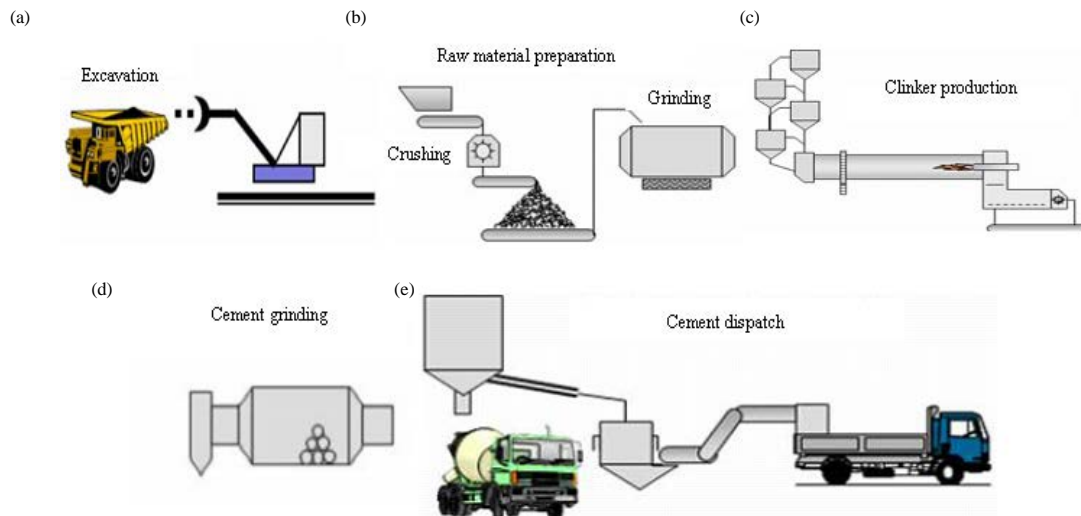 (a)
Excavation
(b)
Raw material preparation
Crushing
Grinding
(c)
Clinker production
(d)
Cement grinding
(e)
Cement dispatch